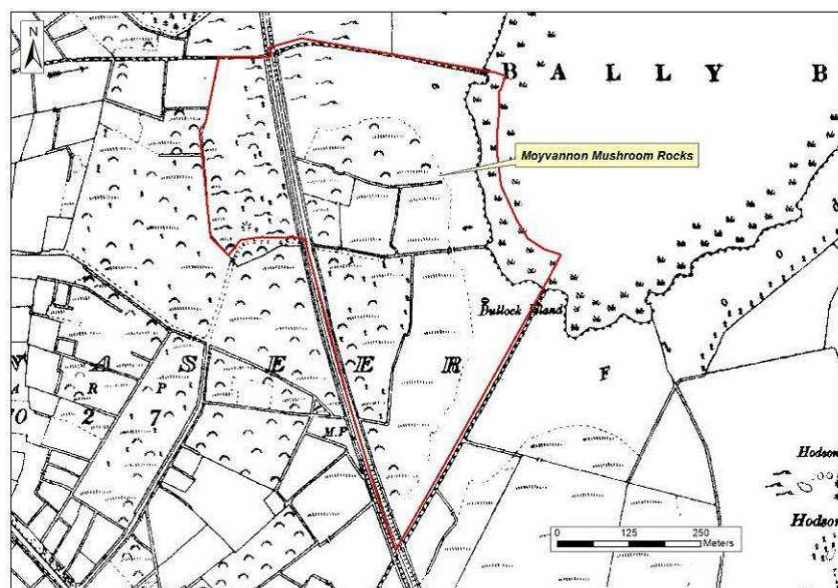 N
B A L L Y B
Moyvannon Mushroom Rocks
Bullock Island
A S E E R
F
A R P
2 7
M.P
Hodson
Hodson
0 125 250
Meters